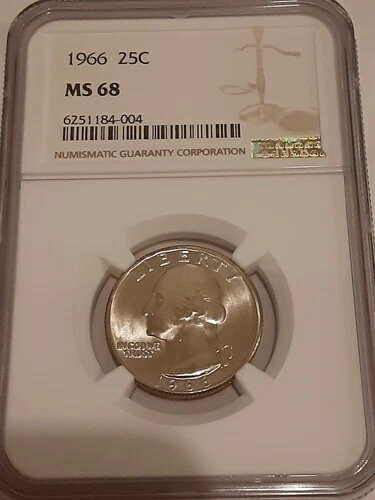 1966 25C
MS 68
6251184-004
NUMISMATIC GUARANTY CORPORATION
LIBERTY
IN GOD WE
TRUST
1966